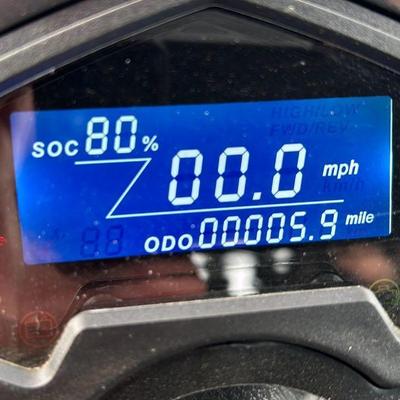 HIGH/LOW
FWD/REV
SOC 80 %
00.0 mph
km/h
88 ODO 00005.9 mile